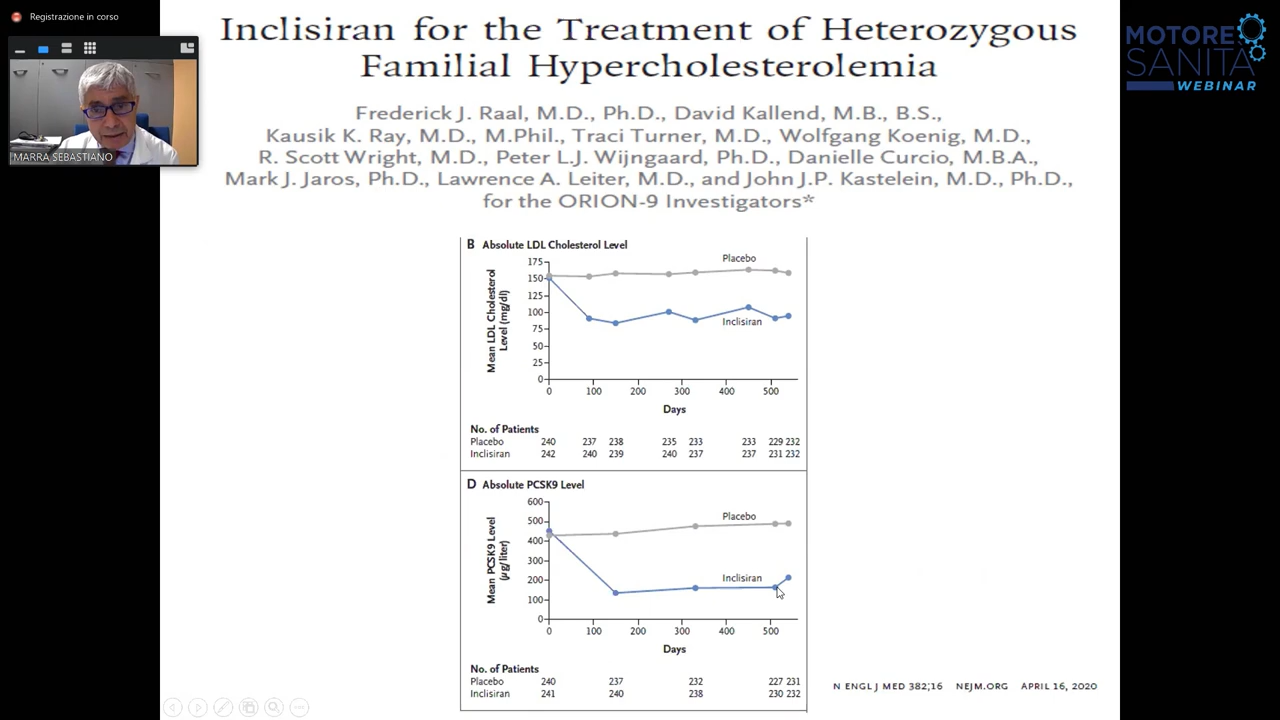 Registrazione in corso
MARRA SEBASTIANO
MOTORE
SANITÀ
WEBINAR
Inclisiran for the Treatment of Heterozygous
Familial Hypercholesterolemia
Frederick J. Raal, M.D., Ph.D., David Kallend, M.B., B.S.,
Kausik K. Ray, M.D., M.Phil., Traci Turner, M.D., Wolfgang Koenig, M.D.,
R. Scott Wright, M.D., Peter L.J. Wijngaard, Ph.D., Danielle Curcio, M.B.A.,
Mark J. Jaros, Ph.D., Lawrence A. Leiter, M.D., and John J.P. Kastelein, M.D., Ph.D.,
for the ORION-9 Investigators*
B Absolute LDL Cholesterol Level
Mean LDL Cholesterol
Level (mg/dl)
175
150
125
100
75
50
25
0
Placebo
Inclisiran
0 100 200 300 400 500
Days
No. of Patients
Placebo 240 237 238 235 233 233 229 232
Inclisiran 242 240 239 240 237 237 231 232
D Absolute PCSK9 Level
Mean PCSK9 Level
(µg/liter)
600
500
400
300
200
100
0
Placebo
Inclisiran
0 100 200 300 400 500
Days
No. of Patients
Placebo 240 237 232 227 231
Inclisiran 241 240 238 230 232
N ENGL J MED 382;16 NEJM.ORG APRIL 16, 2020